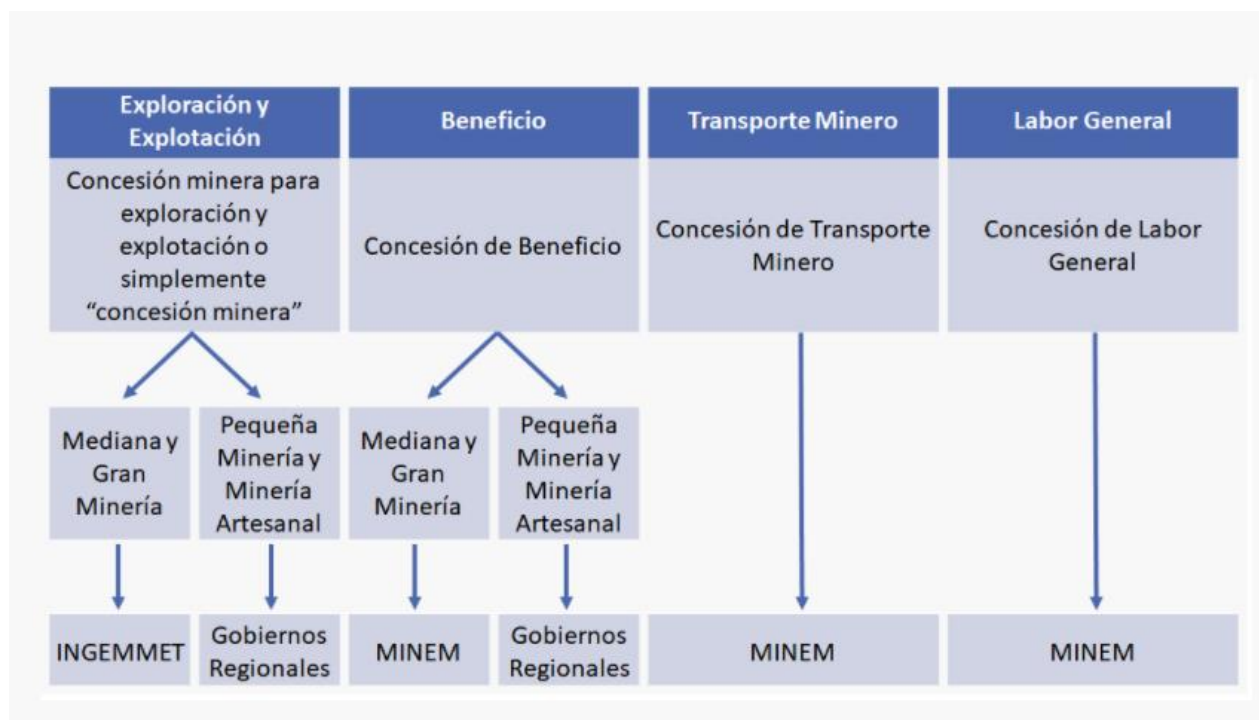 Exploración y
Explotación
Beneficio
Transporte Minero
Labor General
Concesión minera para
exploración y
explotación o
simplemente
“concesión minera”
Concesión de Beneficio
Concesión de Transporte
Minero
Concesión de Labor
General
Mediana y
Gran
Minería
Pequeña
Minería y
Minería
Artesanal
Mediana y
Gran
Minería
Pequeña
Minería y
Minería
Artesanal
INGEMMET
Gobiernos
Regionales
MINEM
Gobiernos
Regionales
MINEM
MINEM